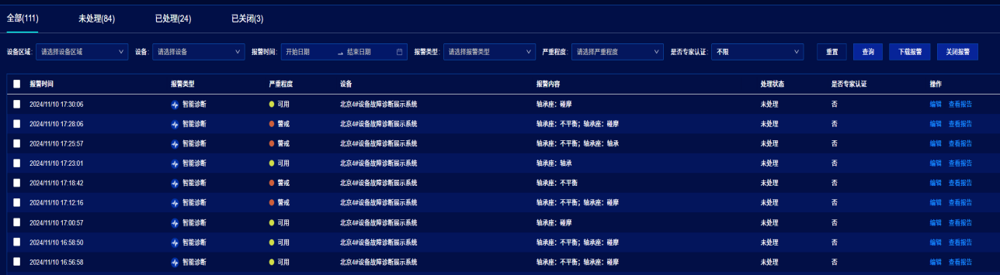 全部(111) 未处理(84) 已处理(24) 已关闭(3)
设备区域: 请选择设备区域 设备: 请选择设备 报警时间: 开始日期 → 结束日期 报警类型: 请选择报警类型 严重程度: 请选择严重程度 是否专家认证: 不限 重置 查询 下载报警 关闭报警
报警时间 报警类型 严重程度 设备 报警内容 处理状态 是否专家认证 操作
2024/11/10 17:30:06 智能诊断 可用 北京4#设备故障诊断展示系统 轴承座: 碰摩 未处理 否 编辑 查看报告
2024/11/10 17:28:06 智能诊断 警戒 北京4#设备故障诊断展示系统 轴承座: 不平衡; 轴承座: 碰摩 未处理 否 编辑 查看报告
2024/11/10 17:25:57 智能诊断 警戒 北京4#设备故障诊断展示系统 轴承座: 不平衡; 轴承座: 轴承 未处理 否 编辑 查看报告
2024/11/10 17:23:01 智能诊断 可用 北京4#设备故障诊断展示系统 轴承座: 轴承 未处理 否 编辑 查看报告
2024/11/10 17:18:42 智能诊断 警戒 北京4#设备故障诊断展示系统 轴承座: 不平衡 未处理 否 编辑 查看报告
2024/11/10 17:12:16 智能诊断 警戒 北京4#设备故障诊断展示系统 轴承座: 不平衡; 轴承座: 碰摩 未处理 否 编辑 查看报告
2024/11/10 17:00:57 智能诊断 可用 北京4#设备故障诊断展示系统 轴承座: 碰摩 未处理 否 编辑 查看报告
2024/11/10 16:58:50 智能诊断 可用 北京4#设备故障诊断展示系统 轴承座: 不平衡; 轴承座: 碰摩 未处理 否 编辑 查看报告
2024/11/10 16:56:58 智能诊断 可用 北京4#设备故障诊断展示系统 轴承座: 不平衡; 轴承座: 碰摩 未处理 否 编辑 查看报告